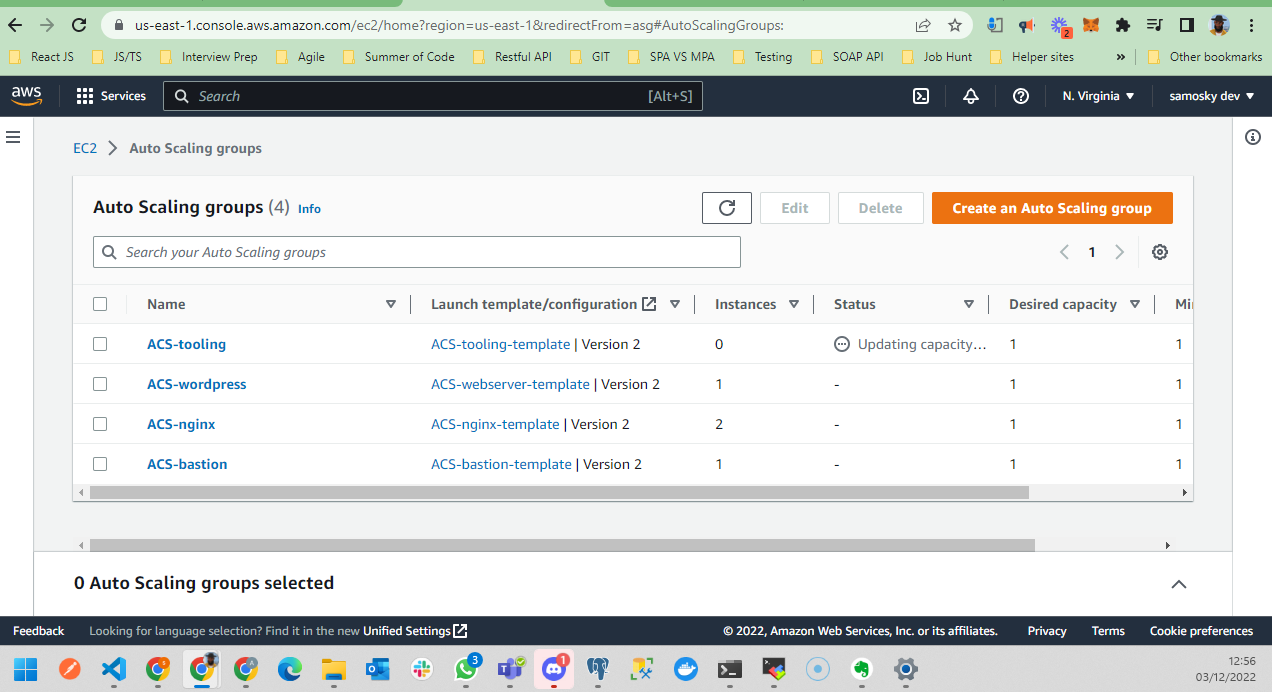 us-east-1.console.aws.amazon.com/ec2/home?region=us-east-1&redirectFrom=asg#AutoScalingGroups:
2
React JS JS/TS Interview Prep Agile Summer of Code Restful API GIT SPA VS MPA Testing SOAP API Job Hunt Helper sites » Other bookmarks
aws Services Search [Alt+S] N. Virginia samosky dev
EC2 Auto Scaling groups
Auto Scaling groups (4) Info Edit Delete Create an Auto Scaling group
Search your Auto Scaling groups 1
Name Launch template/configuration Instances Status Desired capacity Mi
ACS-tooling ACS-tooling-template | Version 2 0 Updating capacity... 1 1
ACS-wordpress ACS-webserver-template | Version 2 1 - 1 1
ACS-nginx ACS-nginx-template | Version 2 2 - 1 1
ACS-bastion ACS-bastion-template | Version 2 1 - 1 1
0 Auto Scaling groups selected
Feedback Looking for language selection? Find it in the new Unified Settings © 2022, Amazon Web Services, Inc. or its affiliates. Privacy Terms Cookie preferences
3 1 12:56
03/12/2022